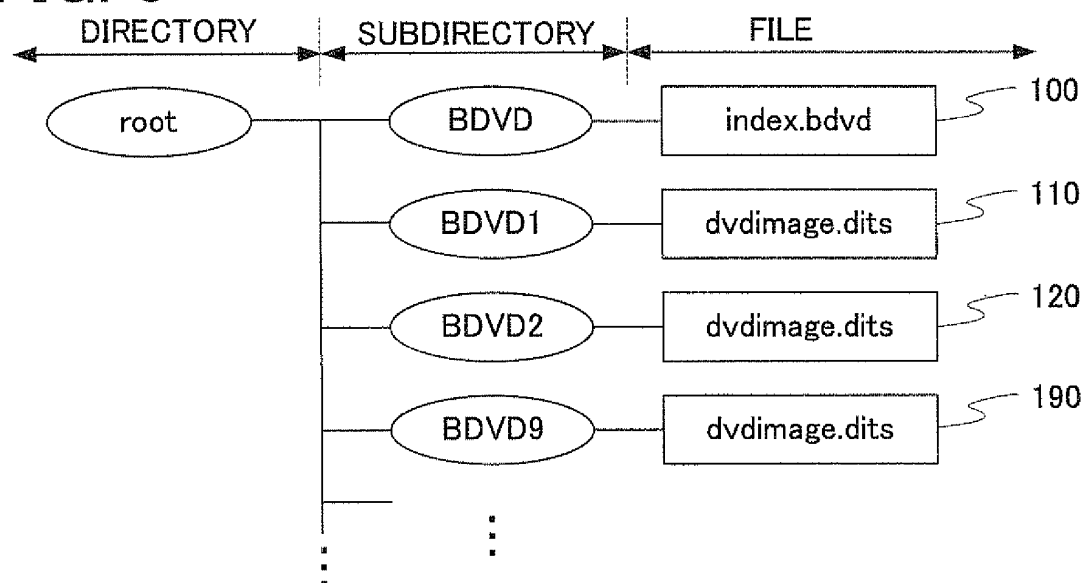 DIRECTORY SUBDIRECTORY FILE
root BDVD index.bdvd 100
BDVD1 dvdimage.dits 110
BDVD2 dvdimage.dits 120
BDVD9 dvdimage.dits 190